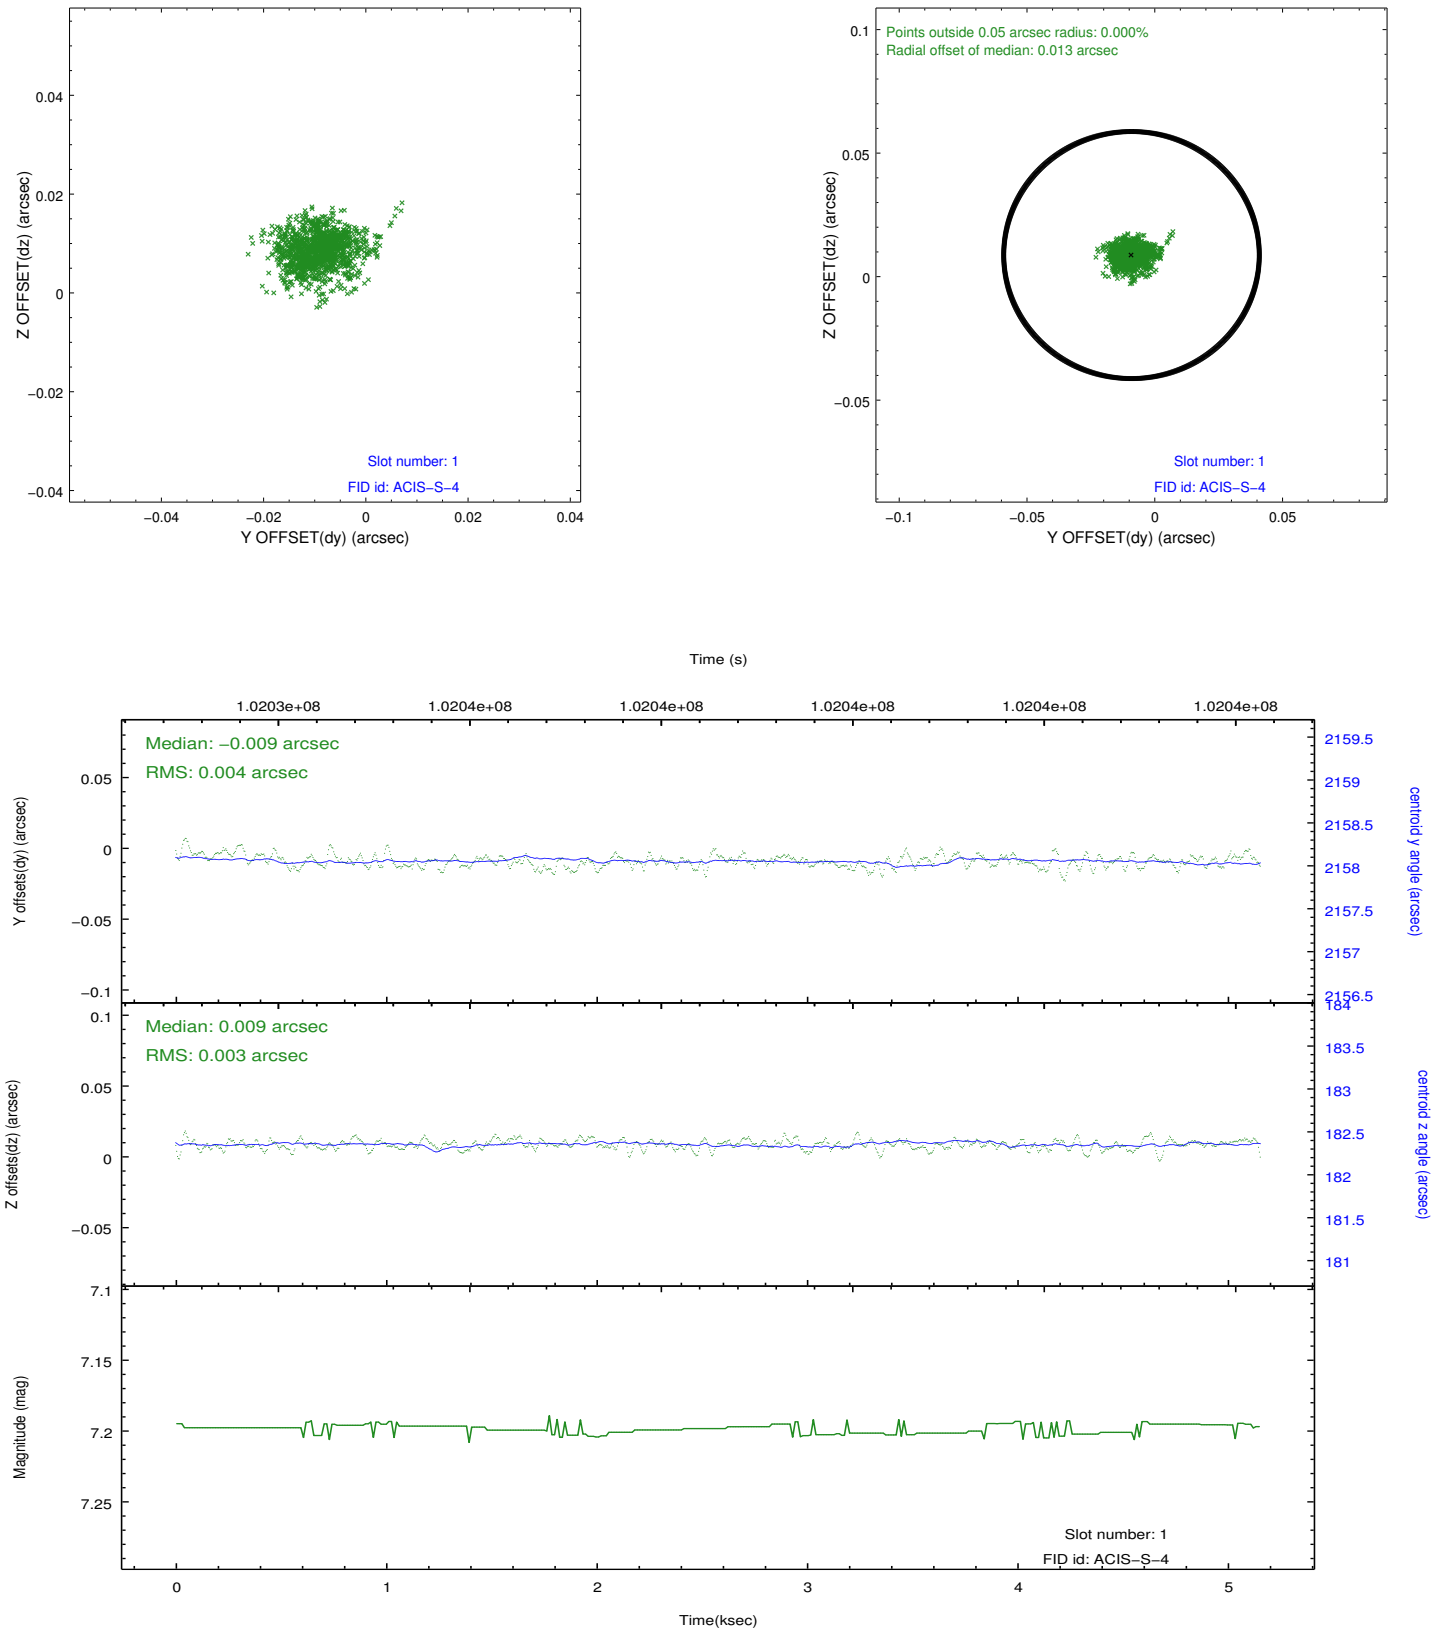 0.04
0.02
0
−0.02
−0.04
Z OFFSET(dz) (arcsec)
Slot number: 1
FID id: ACIS−S−4
−0.04
−0.02
0
0.02
0.04
Y OFFSET(dy) (arcsec)
Points outside 0.05 arcsec radius: 0.000%
Radial offset of median: 0.013 arcsec
0.1
0.05
0
−0.05
Z OFFSET(dz) (arcsec)
Slot number: 1
FID id: ACIS−S−4
−0.1
−0.05
0
0.05
Y OFFSET(dy) (arcsec)
Time (s)
1.0203e+08
1.0204e+08
1.0204e+08
1.0204e+08
1.0204e+08
1.0204e+08
Median: −0.009 arcsec
RMS: 0.004 arcsec
0.05
0
−0.05
−0.1
Y offsets(dy) (arcsec)
2159.5
2159
2158.5
2158
2157.5
2157
2156.5
centroid y angle (arcsec)
Median: 0.009 arcsec
RMS: 0.003 arcsec
0.1
0.05
0
−0.05
Z offsets(dz) (arcsec)
184
183.5
183
182.5
182
181.5
181
centroid z angle (arcsec)
7.1
7.15
7.2
7.25
Magnitude (mag)
Slot number: 1
FID id: ACIS−S−4
0
1
2
3
4
5
Time(ksec)